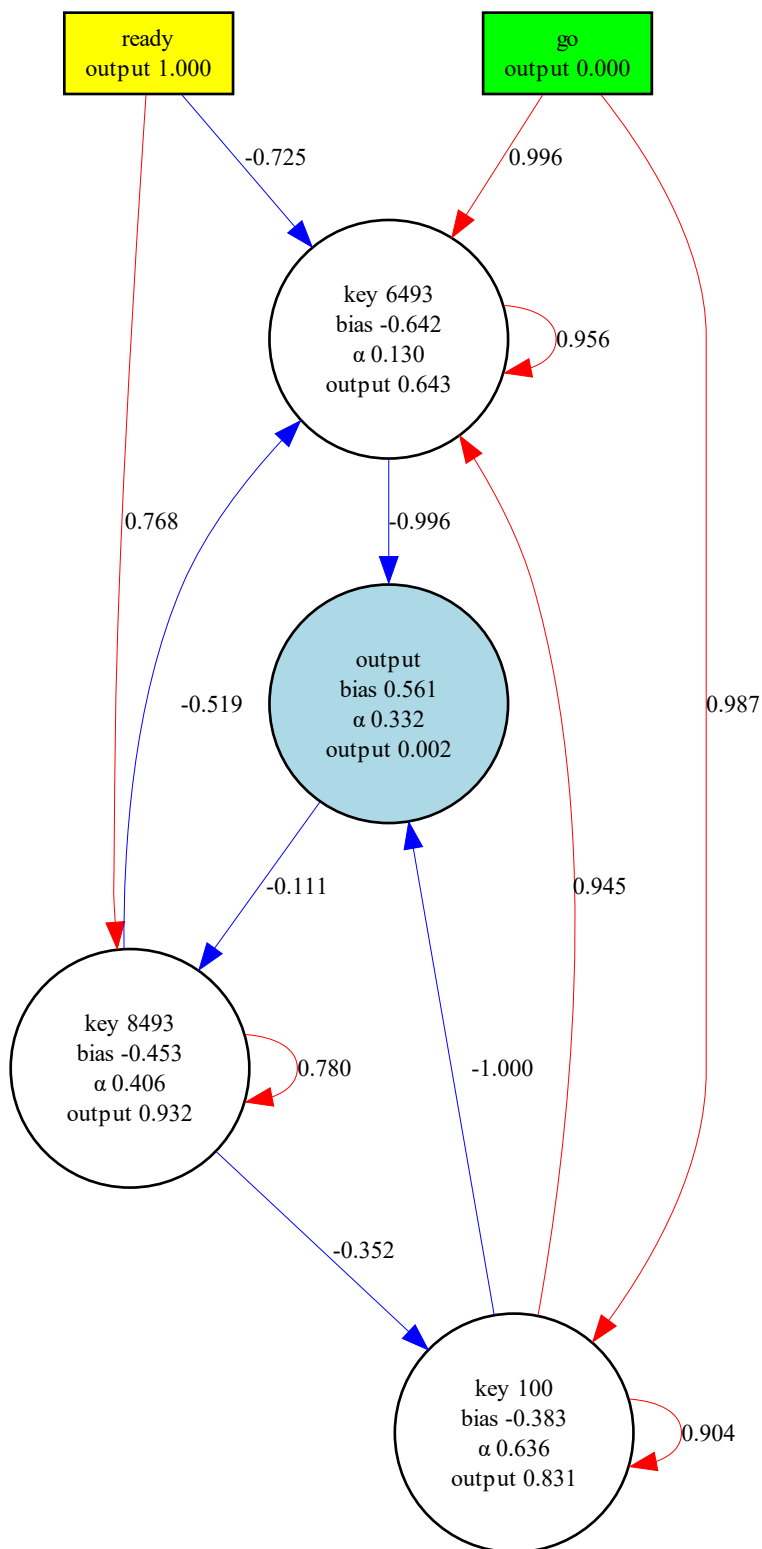 ready
output 1.000
go
output 0.000
-0.725
0.996
key 6493
bias -0.642
α 0.130
output 0.643
0.956
0.768
-0.996
output
bias 0.561
α 0.332
output 0.002
-0.519
0.987
-0.111
0.945
key 8493
bias -0.453
α 0.406
output 0.932
0.780
-1.000
-0.352
key 100
bias -0.383
α 0.636
output 0.831
0.904